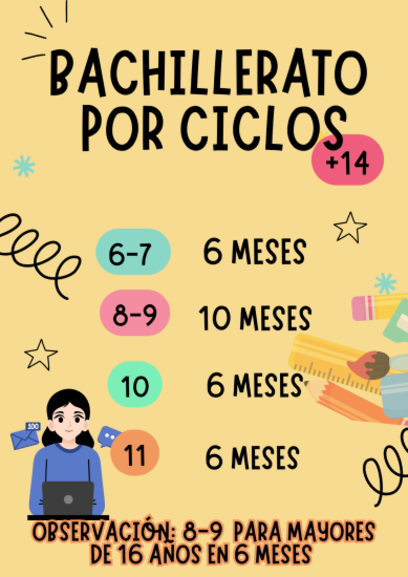 BACHILLERATO
POR CICLOS
+14
6-7 6 MESES
8-9 10 MESES
10 6 MESES
100
11 6 MESES
OBSERVACIÓN: 8-9 PARA MAYORES
DE 16 AÑOS EN 6 MESES